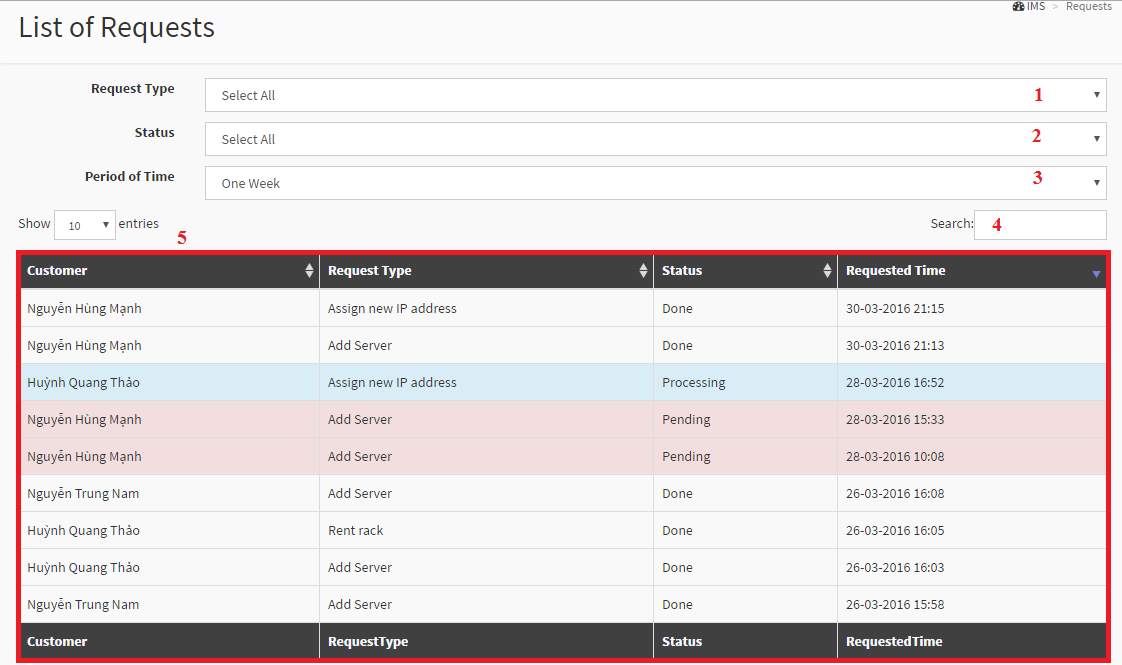 IMS > Requests
List of Requests
Request Type Select All 1
Status Select All 2
Period of Time One Week 3
Show 10 entries 5 Search: 4
Customer Request Type Status Requested Time
Nguyễn Hùng Mạnh Assign new IP address Done 30-03-2016 21:15
Nguyễn Hùng Mạnh Add Server Done 30-03-2016 21:13
Huỳnh Quang Thảo Assign new IP address Processing 28-03-2016 16:52
Nguyễn Hùng Mạnh Add Server Pending 28-03-2016 15:33
Nguyễn Hùng Mạnh Add Server Pending 28-03-2016 10:08
Nguyễn Trung Nam Add Server Done 26-03-2016 16:08
Huỳnh Quang Thảo Rent rack Done 26-03-2016 16:05
Huỳnh Quang Thảo Add Server Done 26-03-2016 16:03
Nguyễn Trung Nam Add Server Done 26-03-2016 15:58
Customer RequestType Status RequestedTime